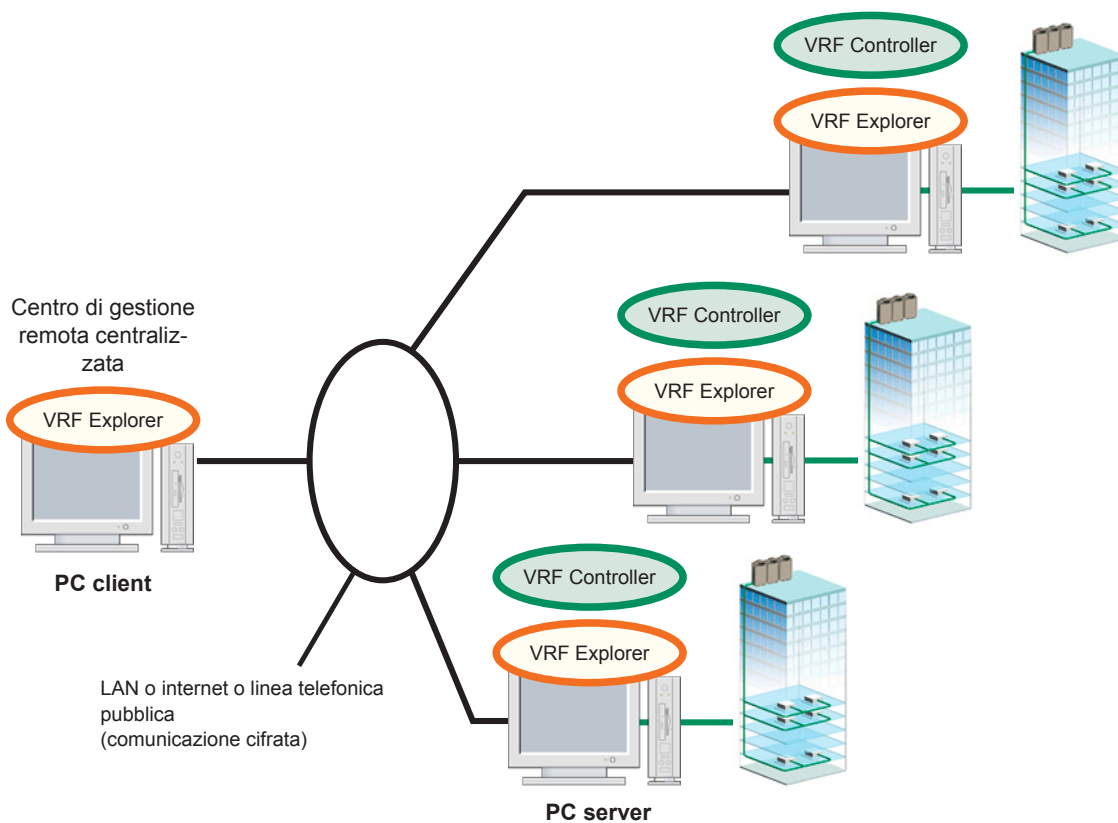 VRF Controller
VRF Explorer
Centro di gestione
remota centraliz-
zata
VRF Explorer
PC client
VRF Controller
VRF Explorer
VRF Controller
VRF Explorer
LAN o internet o linea telefonica
pubblica
(comunicazione cifrata)
PC server